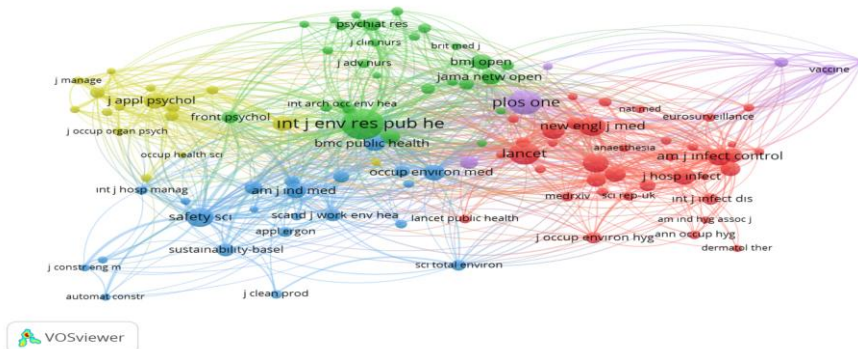 psychiat res
j clin nurs
brit med j
j adv nurs
bmj open
jama netw open
vaccine
j manage
j appl psychol
int arch occ env hea
plos one
nat med
eurosurveillance
front psychol
int j env res pub he
new engl j med
j occup organ psych
bmc public health
anaesthesia
occup health sci
lancet
am j infect control
occup environ med
j hosp infect
int j hosp manag
am j ind med
medrxiv
sci rep-uk
int j infect dis
safety sci
scand j work env hea
lancet public health
am ind hyg assoc j
appl ergon
ann occup hyg
j occup environ hyg
sustainability-basel
dermatol ther
j constr eng m
sci total environ
automat constr
j clean prod
VOSviewer